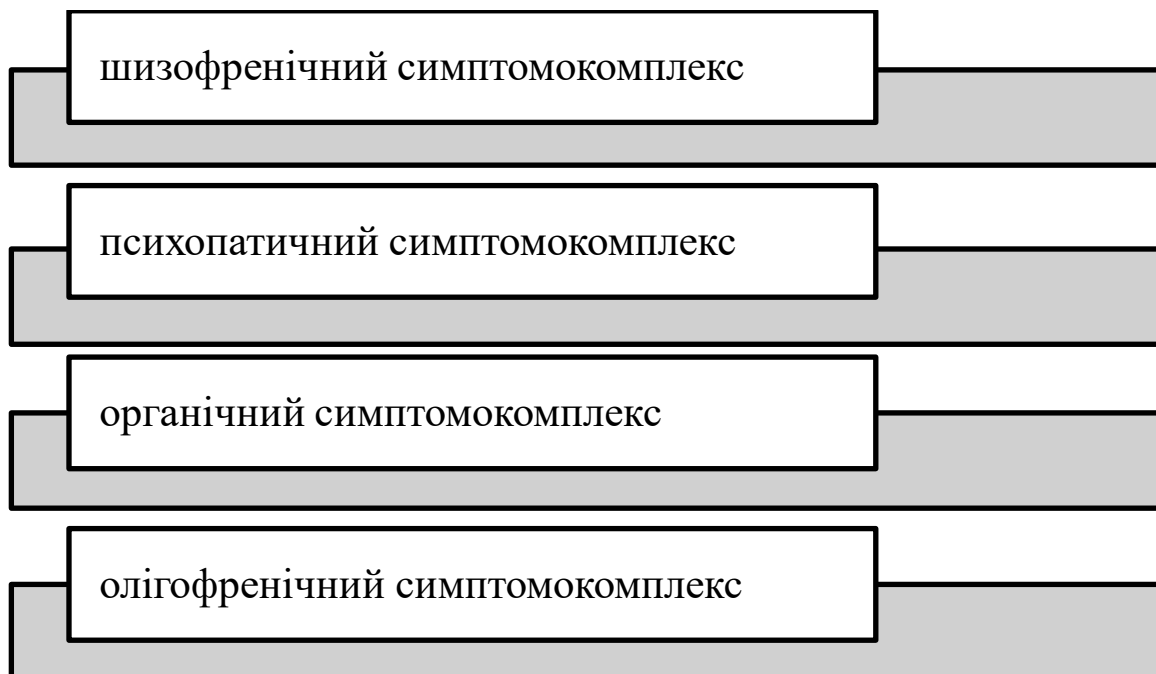 шизофренічний симптомокомплекс
психопатичний симптомокомплекс
органічний симптомокомплекс
олігофренічний симптомокомплекс